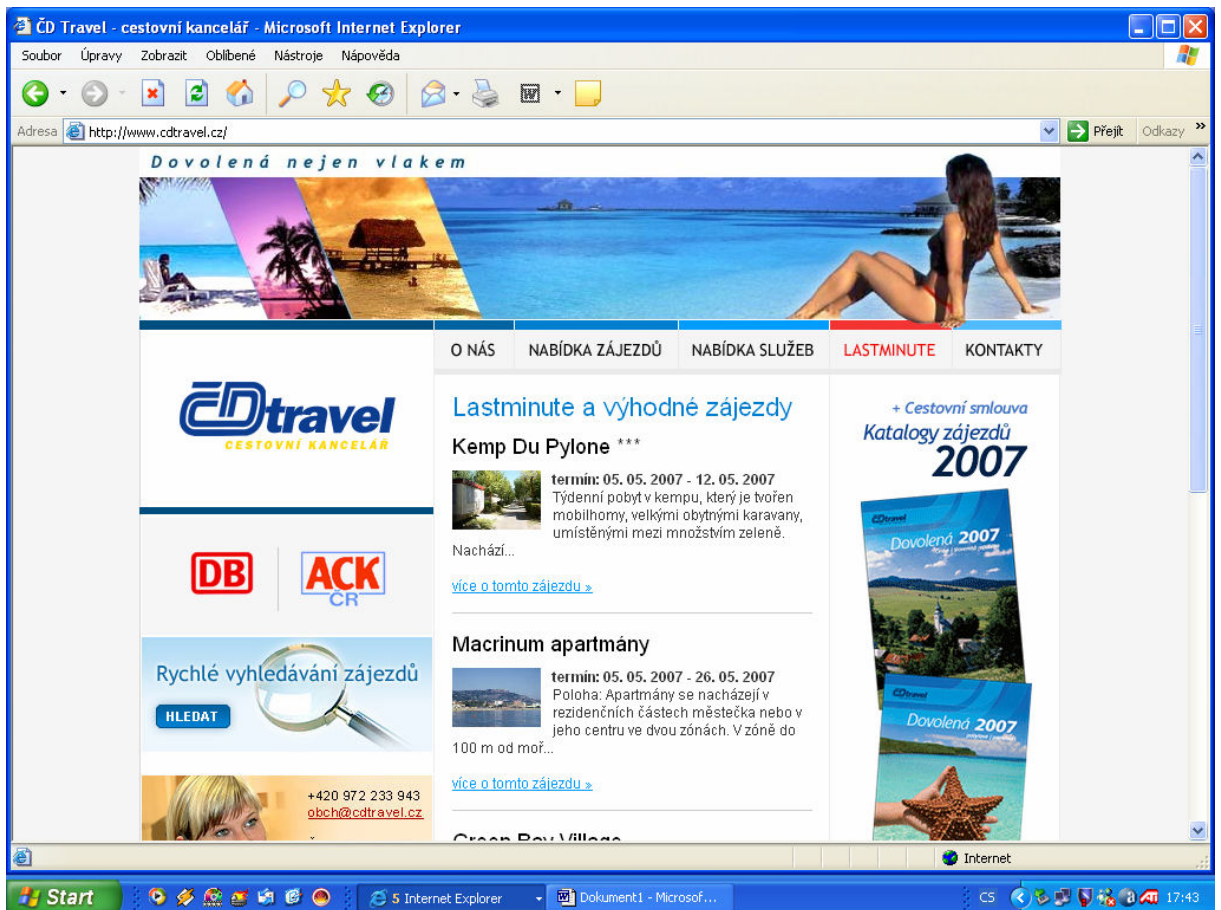 ČD Travel - cestovní kancelář - Microsoft Internet Explorer
Soubor Úpravy Zobrazit Oblíbené Nástroje Nápověda
Adresa http://www.cdtravel.cz/ Přejít Odkazy »
Dovolená nejen vlakem
O NÁS NABÍDKA ZÁJEZDŮ NABÍDKA SLUŽEB LASTMINUTE KONTAKTY
ČDtravel
CESTOVNÍ KANCELÁŘ
DB
ACK
ČR
Rychlé vyhledávání zájezdů
HLEDAT
+420 972 233 943
obch@cdtravel.cz
Lastminute a výhodné zájezdy
Kemp Du Pylone ***
termín: 05. 05. 2007 - 12. 05. 2007
Týdenní pobyt v kempu, který je tvořen
mobilhomy, velkými obytnými karavany,
umístěnými mezi množstvím zeleně.
Nachází...
více o tomto zájezdu »
Macrinum apartmány
termín: 05. 05. 2007 - 26. 05. 2007
Poloha: Apartmány se nacházejí v
rezidenčních částech městečka nebo v
jeho centru ve dvou zónách. V zóně do
100 m od moř...
více o tomto zájezdu »
Green Bay Village
+ Cestovní smlouva
Katalogy zájezdů
2007
ČDtravel
Dovolená 2007
ČDtravel
Dovolená 2007
Internet
Start 5 Internet Explorer Dokument1 - Microsof... CS 17:43